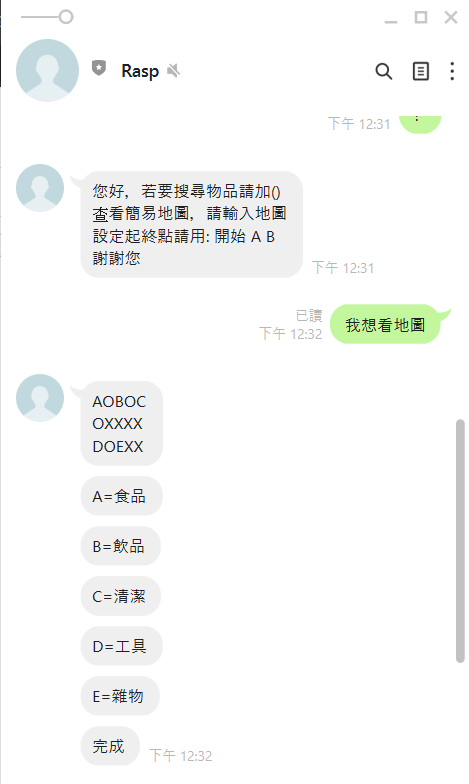 Rasp
下午 12:31
您好，若要搜尋物品請加()
查看簡易地圖，請輸入地圖
設定起終點請用: 開始 A B
謝謝您
下午 12:31
已讀
下午 12:32
我想看地圖
AOBOC
OXXXX
DOEXX
A=食品
B=飲品
C=清潔
D=工具
E=雜物
完成
下午 12:32